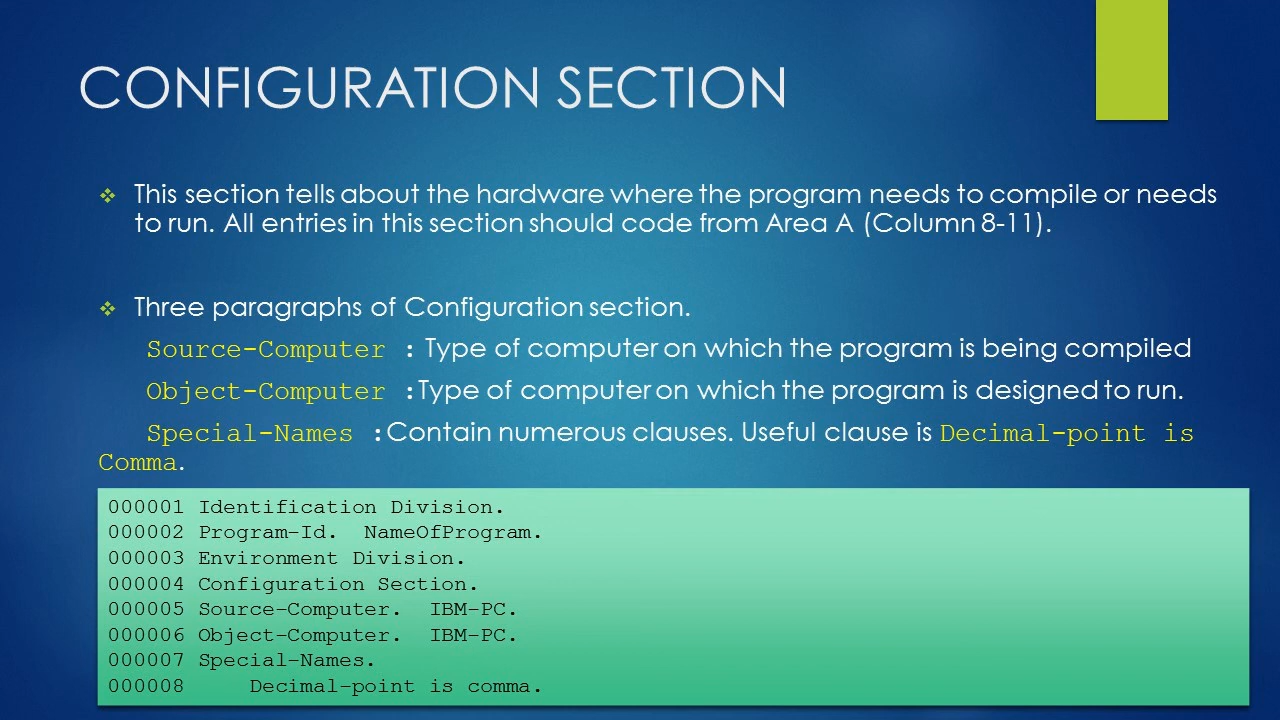 CONFIGURATION SECTION
This section tells about the hardware where the program needs to compile or needs
to run. All entries in this section should code from Area A (Column 8-11).
Three paragraphs of Configuration section.
Source-Computer : Type of computer on which the program is being compiled
Object-Computer :Type of computer on which the program is designed to run.
Special-Names :Contain numerous clauses. Useful clause is Decimal-point is
Comma.
000001 Identification Division.
000002 Program-Id.  NameOfProgram.
000003 Environment Division.
000004 Configuration Section.
000005 Source-Computer.  IBM-PC.
000006 Object-Computer.  IBM-PC.
000007 Special-Names.
000008     Decimal-point is comma.